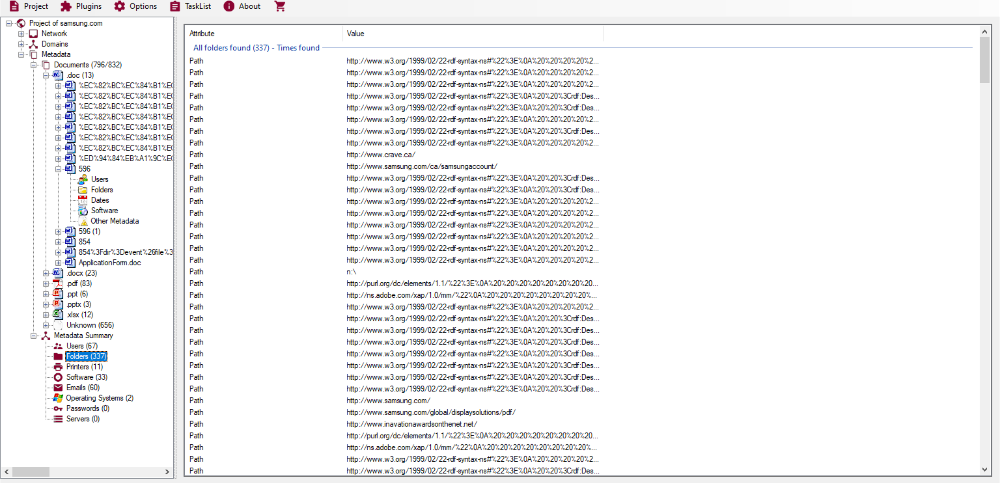 Project Plugins Options TaskList About
Project of samsung.com
Network
Domains
Metadata
Documents (796/832)
.doc (13)
%EC%82%BC%EC%84%B1%E
%EC%82%BC%EC%84%B1%E
%EC%82%BC%EC%84%B1%E
%EC%82%BC%EC%84%B1%E
%EC%82%BC%EC%84%B1%E
%EC%82%BC%EC%84%B1%E
%EC%82%BC%EC%84%B1%E
%ED%94%84%EB%A1%9C%E
596
Users
Folders
Dates
Software
Other Metadata
596 (1)
854
854%3Fdir%3Devent%26file%3
ApplicationForm.doc
.docx (23)
.pdf (83)
.ppt (6)
.pptx (3)
.xlsx (12)
Unknown (656)
Metadata Summary
Users (67)
Folders (337)
Printers (11)
Software (33)
Emails (60)
Operating Systems (2)
Passwords (0)
Servers (0)
Attribute Value
All folders found (337) - Times found
Path http://www.w3.org/1999/02/22-rdf-syntax-ns#%22%3E%0A%20%20%20%20%2...
Path http://www.w3.org/1999/02/22-rdf-syntax-ns#%22%3E%0A%20%20%20%20%2...
Path http://www.w3.org/1999/02/22-rdf-syntax-ns#%22%3E%0A%20%20%20%20%2...
Path http://www.w3.org/1999/02/22-rdf-syntax-ns#%22%3E%0A%20%20%3Crdf:Des...
Path http://www.w3.org/1999/02/22-rdf-syntax-ns#%22%3E%0A%20%20%3Crdf:Des...
Path http://www.w3.org/1999/02/22-rdf-syntax-ns#%22%3E%0A%20%20%20%20%2...
Path http://www.w3.org/1999/02/22-rdf-syntax-ns#%22%3E%0A%20%20%3Crdf:Des...
Path http://www.w3.org/1999/02/22-rdf-syntax-ns#%22%3E%0A%20%20%20%20%2...
Path http://www.crave.ca/
Path http://www.samsung.com/ca/samsungaccount/
Path http://www.w3.org/1999/02/22-rdf-syntax-ns#%22%3E%0A%20%20%3Crdf:Des...
Path http://www.w3.org/1999/02/22-rdf-syntax-ns#%22%3E%0A%20%20%3Crdf:Des...
Path http://www.w3.org/1999/02/22-rdf-syntax-ns#%22%3E%0A%20%20%20%20%2...
Path http://www.w3.org/1999/02/22-rdf-syntax-ns#%22%3E%0A%20%20%20%20%2...
Path http://www.w3.org/1999/02/22-rdf-syntax-ns#%22%3E%0A%20%20%20%20%2...
Path http://www.w3.org/1999/02/22-rdf-syntax-ns#%22%3E%0A%20%20%20%20%2...
Path http://www.w3.org/1999/02/22-rdf-syntax-ns#%22%3E%0A%20%20%20%20%2...
Path http://www.w3.org/1999/02/22-rdf-syntax-ns#%22%3E%0A%20%20%20%20%2...
Path n:\
Path http://purl.org/dc/elements/1.1/%22%3E%0A%20%20%20%20%20%20%20%20...
Path http://ns.adobe.com/xap/1.0/mm/%22%0A%20%20%20%20%20%20%20%20%...
Path http://www.w3.org/1999/02/22-rdf-syntax-ns#%22%3E%0A%20%20%20%20%2...
Path http://www.w3.org/1999/02/22-rdf-syntax-ns#%22%3E%0A%20%20%3Crdf:Des...
Path http://www.w3.org/1999/02/22-rdf-syntax-ns#%22%3E%0A%20%20%3Crdf:Des...
Path http://www.w3.org/1999/02/22-rdf-syntax-ns#%22%3E%0A%20%20%3Crdf:Des...
Path http://www.w3.org/1999/02/22-rdf-syntax-ns#%22%3E%0A%20%20%3Crdf:Des...
Path http://www.w3.org/1999/02/22-rdf-syntax-ns#%22%3E%0A%20%20%3Crdf:Des...
Path http://www.w3.org/1999/02/22-rdf-syntax-ns#%22%3E%0A%20%20%3Crdf:Des...
Path http://www.w3.org/1999/02/22-rdf-syntax-ns#%22%3E%0A%20%20%3Crdf:Des...
Path http://www.samsung.com/
Path http://www.samsung.com/global/displaysolutions/pdf/
Path http://www.inavationawardsonthenet.net/
Path http://purl.org/dc/elements/1.1/%22%3E%0A%20%20%20%20%20%20%20%20...
Path http://ns.adobe.com/xap/1.0/mm/%22%0A%20%20%20%20%20%20%20%20%...
Path http://www.w3.org/1999/02/22-rdf-syntax-ns#%22%3E%0A%20%20%20%20%2...
Path http://www.w3.org/1999/02/22-rdf-syntax-ns#%22%3E%0A%20%20%3Crdf:Des...